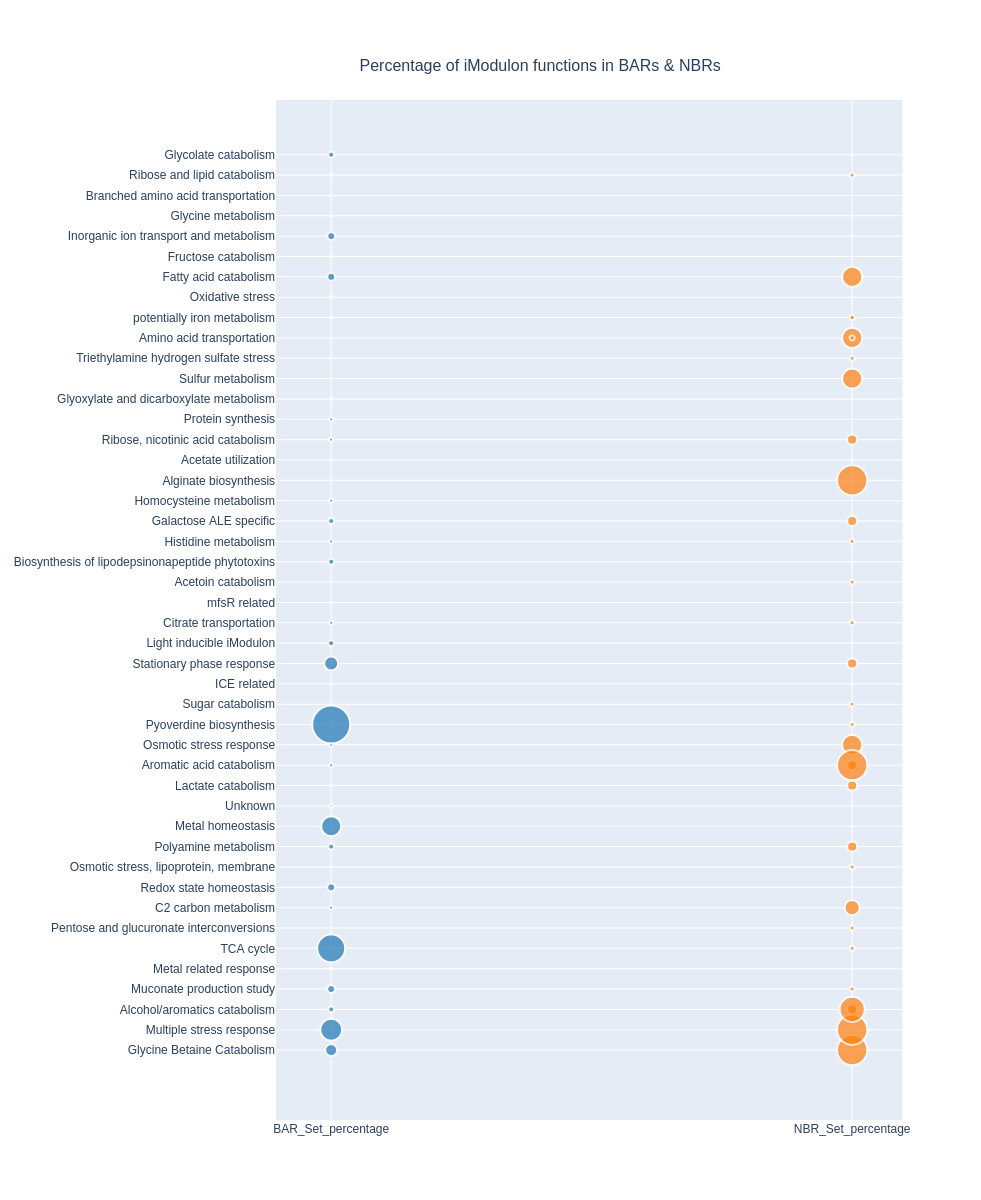 Percentage of iModulon functions in BARs & NBRs
Glycolate catabolism
Ribose and lipid catabolism
Branched amino acid transportation
Glycine metabolism
Inorganic ion transport and metabolism
Fructose catabolism
Fatty acid catabolism
Oxidative stress
potentially iron metabolism
Amino acid transportation
Triethylamine hydrogen sulfate stress
Sulfur metabolism
Glyoxylate and dicarboxylate metabolism
Protein synthesis
Ribose, nicotinic acid catabolism
Acetate utilization
Alginate biosynthesis
Homocysteine metabolism
Galactose ALE specific
Histidine metabolism
Biosynthesis of lipodepsinonapeptide phytotoxins
Acetoin catabolism
mfsR related
Citrate transportation
Light inducible iModulon
Stationary phase response
ICE related
Sugar catabolism
Pyoverdine biosynthesis
Osmotic stress response
Aromatic acid catabolism
Lactate catabolism
Unknown
Metal homeostasis
Polyamine metabolism
Osmotic stress, lipoprotein, membrane
Redox state homeostasis
C2 carbon metabolism
Pentose and glucuronate interconversions
TCA cycle
Metal related response
Muconate production study
Alcohol/aromatics catabolism
Multiple stress response
Glycine Betaine Catabolism
BAR_Set_percentage
NBR_Set_percentage